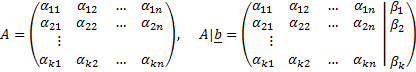 A = ( α11 α12 … α1n ) , A|b = ( α11 α12 … α1n | β1 )
α21 α22 … α2n α21 α22 … α2n | β2
⋮ ⋮
αk1 αk2 … αkn αk1 αk2 … αkn | βk